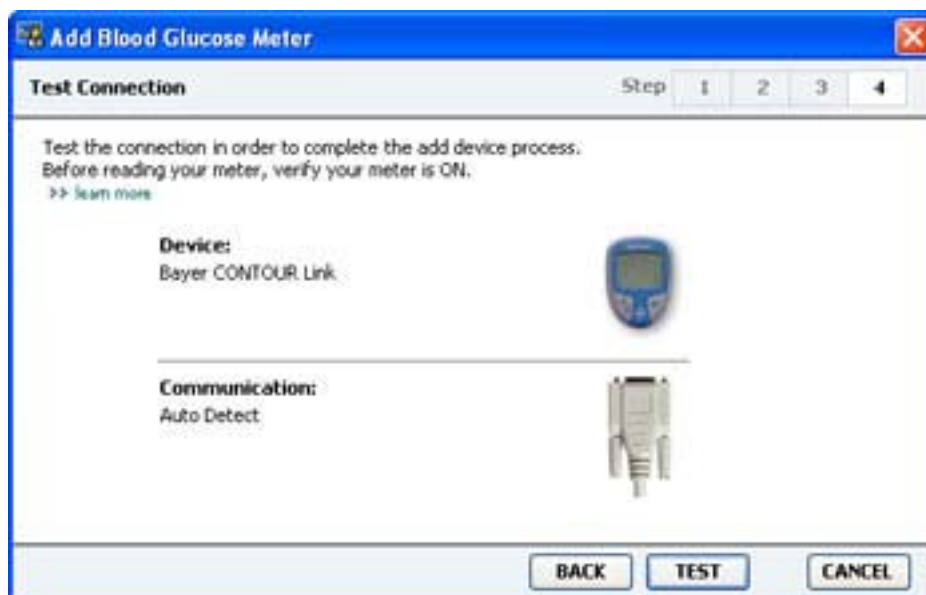 Add Blood Glucose Meter
Test Connection Step 1 2 3 4
Test the connection in order to complete the add device process.
Before reading your meter, verify your meter is ON.
>> learn more
Device:
Bayer CONTOUR Link
Communication:
Auto Detect
BACK TEST CANCEL